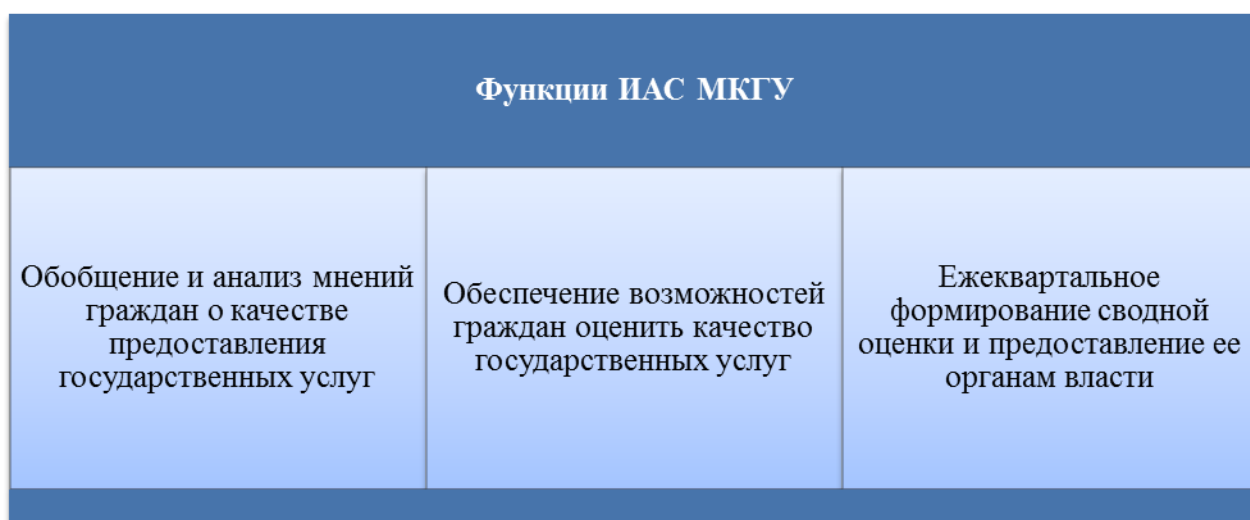 Функции ИАС МКГУ
Обобщение и анализ мнений
граждан о качестве
предоставления
государственных услуг
Обеспечение возможностей
граждан оценить качество
государственных услуг
Ежеквартальное
формирование сводной
оценки и предоставление ее
органам власти